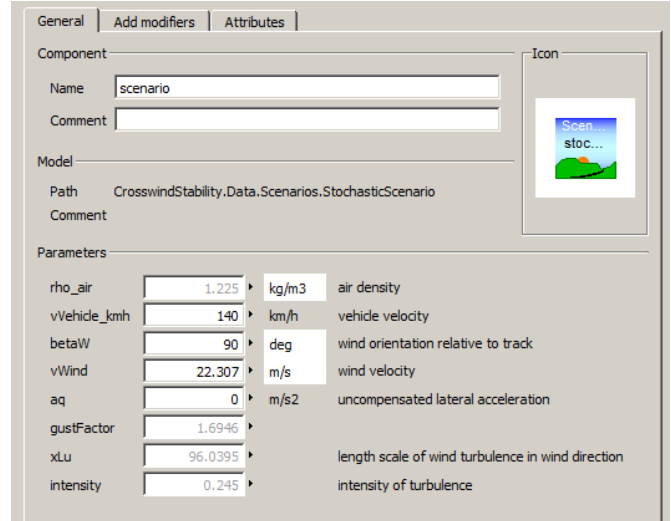 General Add modifiers Attributes
Component
Icon
Name scenario
Comment
Scen...
stoc...
Model
Path CrosswindStability.Data.Scenarios.StochasticScenario
Comment
Parameters
rho_air 1.225 kg/m3 air density
vVehicle_kmh 140 km/h vehicle velocity
betaW 90 deg wind orientation relative to track
vWind 22.307 m/s wind velocity
aq 0 m/s2 uncompensated lateral acceleration
gustFactor 1.6946
xLu 96.0395 length scale of wind turbulence in wind direction
intensity 0.245 intensity of turbulence